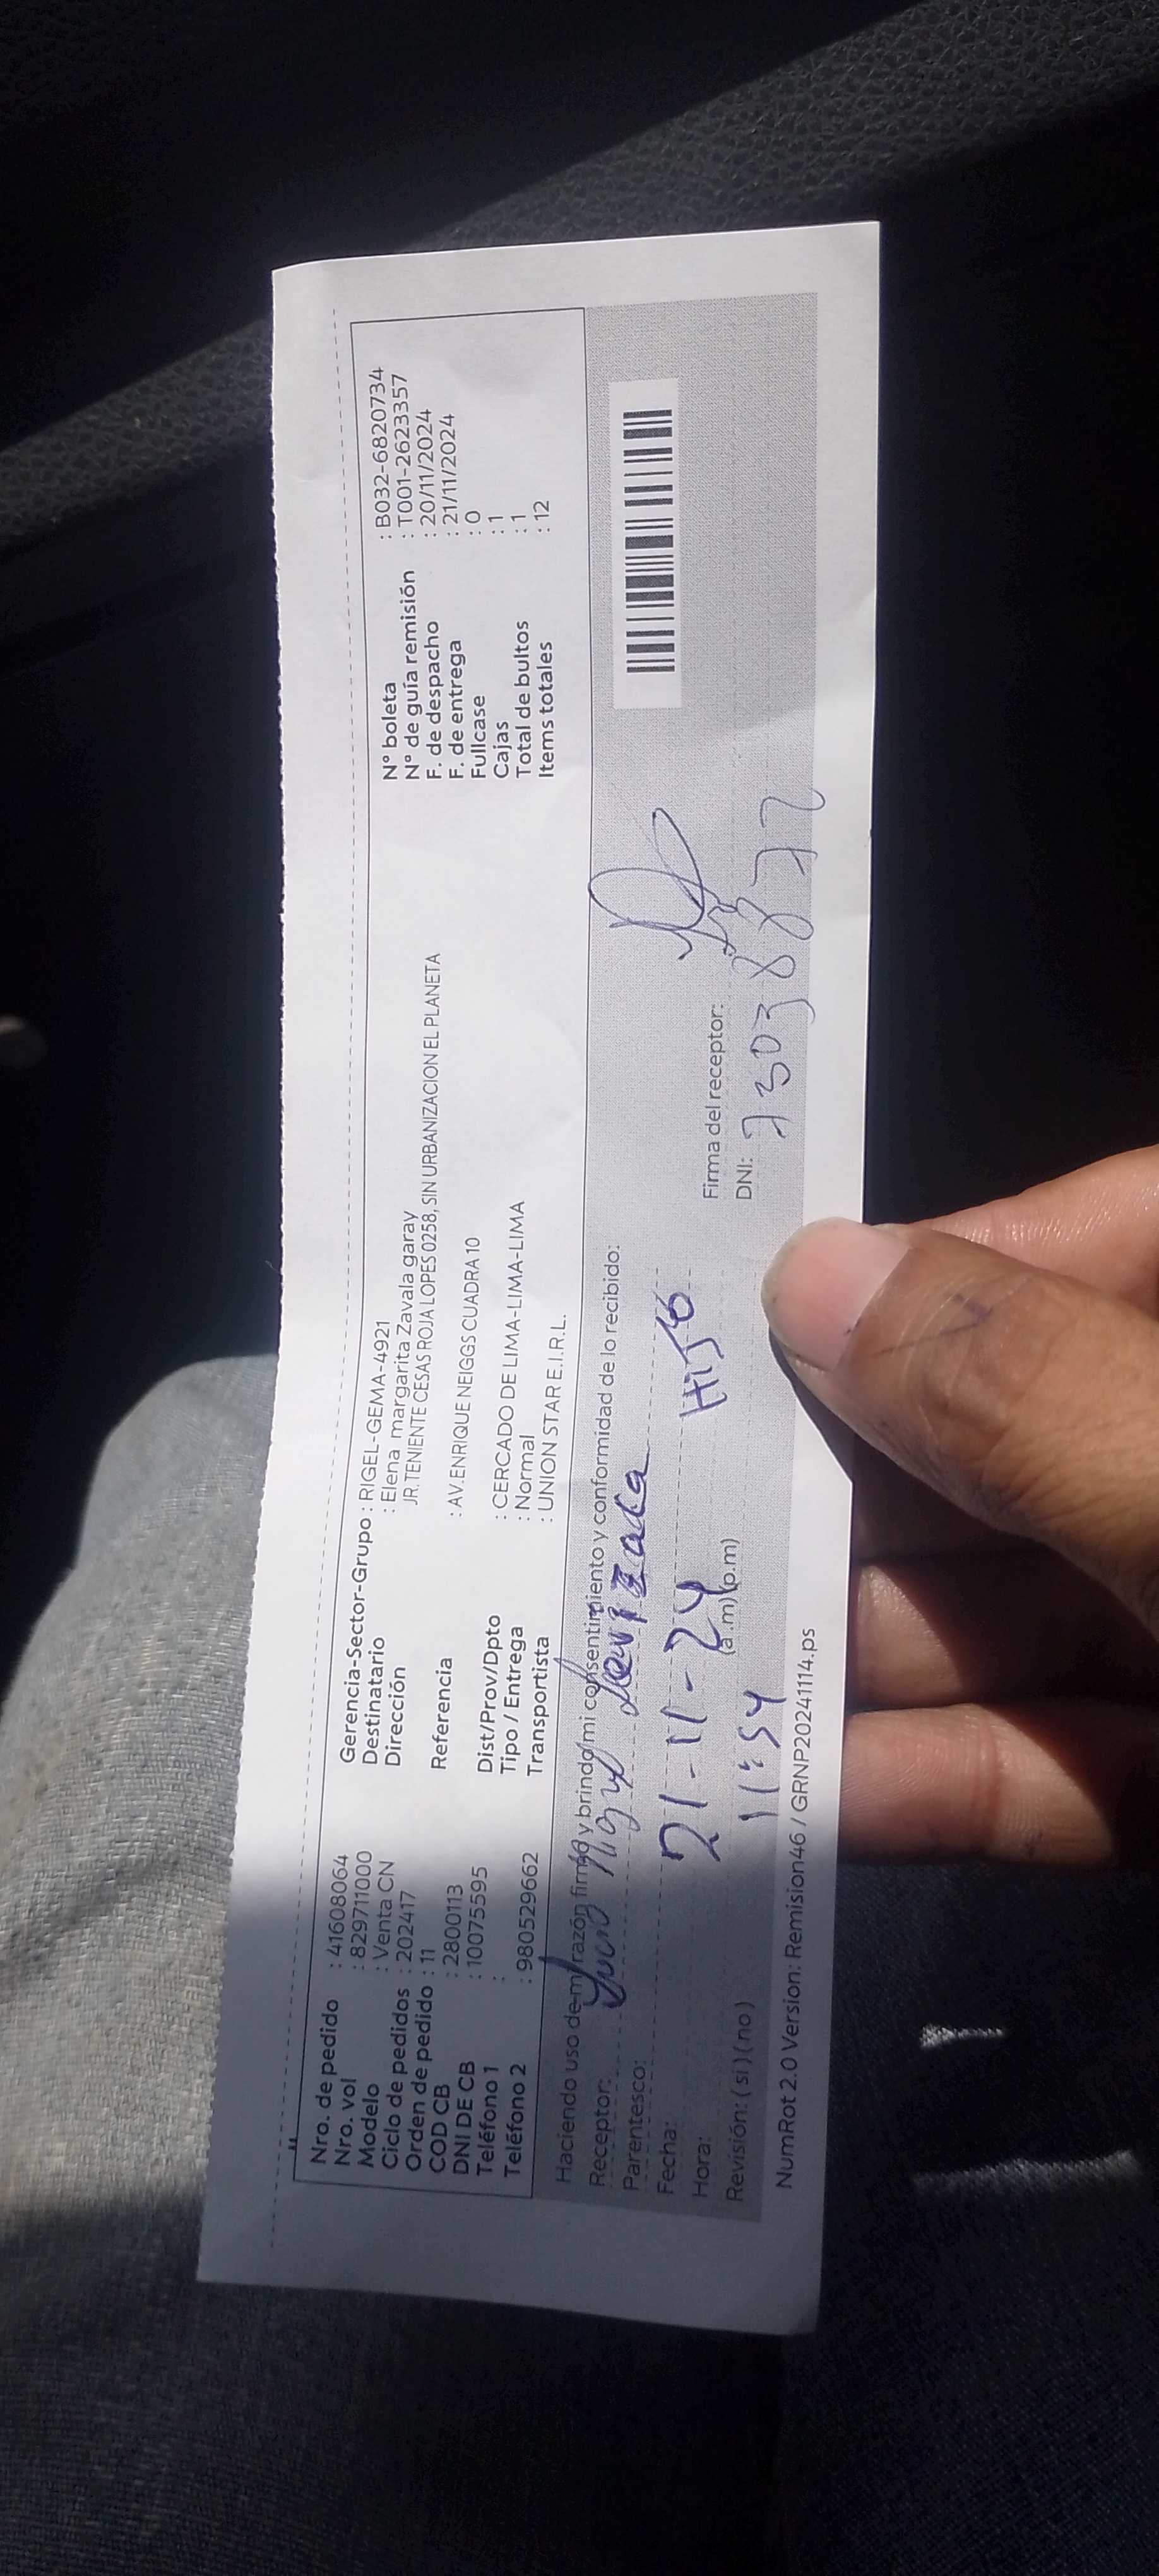 Nro. de pedido : 41608064
Nro. vol : 829711000
Modelo : Venta CN
Ciclo de pedidos : 202417
Orden de pedido : 11
COD CB : 2800113
DNI DE CB : 10075595
Teléfono 1 :
Teléfono 2 : 980529662
Gerencia-Sector-Grupo : RIGEL-GEMA-4921
Destinatario : Elena margarita Zavala garay
Dirección JR. TENIENTE CESAS ROJA LOPES 0258, SIN URBANIZACION EL PLANETA
Referencia : AV. ENRIQUE NEIGGS CUADRA 10
Dist/Prov/Dpto : CERCADO DE LIMA-LIMA-LIMA
Tipo / Entrega : Normal
Transportista : UNION STAR E.I.R.L.
N° boleta : B032-6820734
N° de guía remisión : T001-2623357
F. de despacho : 20/11/2024
F. de entrega : 21/11/2024
Fullcase : 0
Cajas : 1
Total de bultos : 1
Items totales : 12
Haciendo uso de mi razón firmo y brindo mi consentimiento y conformidad de lo recibido:
Receptor:
Parentesco: HIJO
Fecha: 21-11-24
Hora: 11:54 (a.m) (p.m)
Revisión: ( si ) ( no )
Firma del receptor:
DNI:
NumRot 2.0 Version: Remision46 / GRNP20241114.ps